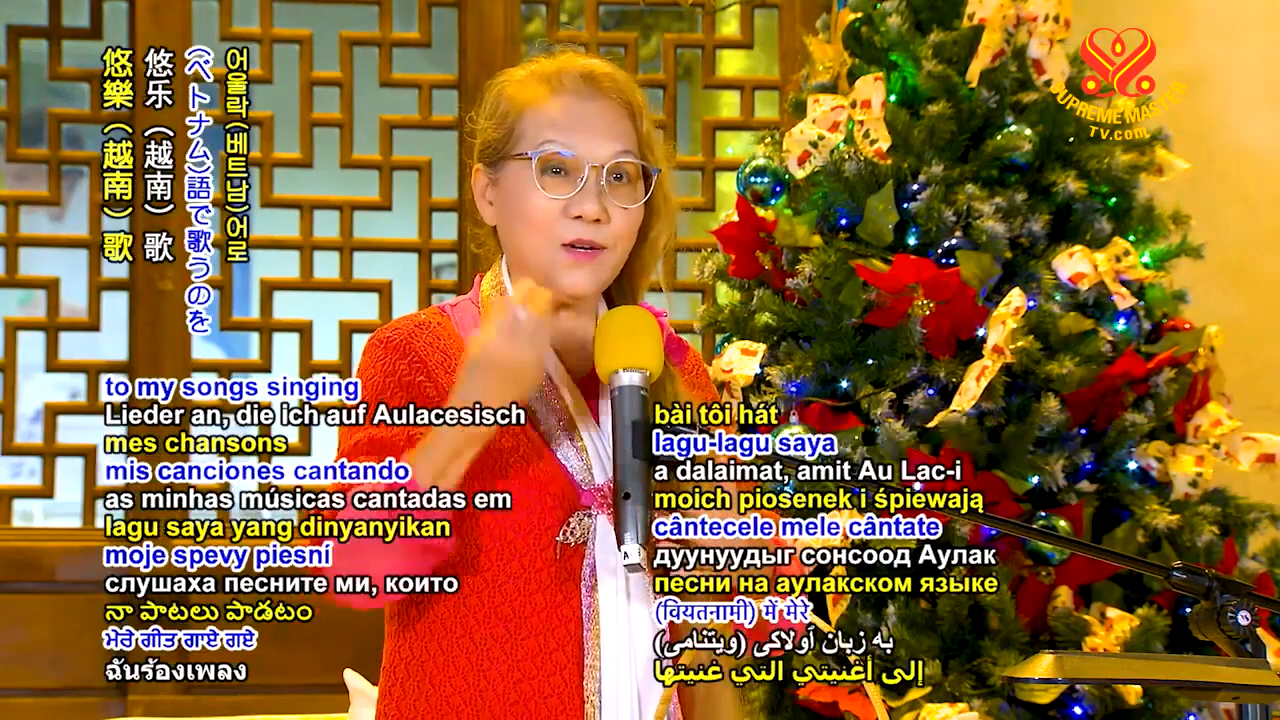 어울락(베트남)어로
(ベトナム)語で歌うのを
悠乐（越南）歌
悠樂（越南）歌
SUPREME MASTER
TV.com
to my songs singing
Lieder an, die ich auf Aulacesisch
mes chansons
mis canciones cantando
as minhas músicas cantadas em
lagu saya yang dinyanyikan
moje spevy piesní
слушаха песните ми, които
నా పాటలు పాడటం
ਮੇਰੇ ਗੀਤ ਗਾਏ ਗਏ
ฉันร้องเพลง
bài tôi hát
lagu-lagu saya
a dalaimat, amit Au Lac-i
moich piosenek i śpiewają
cântecele mele cântate
дуунуудыг сонсоод Аулак
песни на аулакском языке
(वियतनामी) में मेरे
به زبان أولاکی (ویتنامی)
إلى أغنيتي التي غنيتها
A